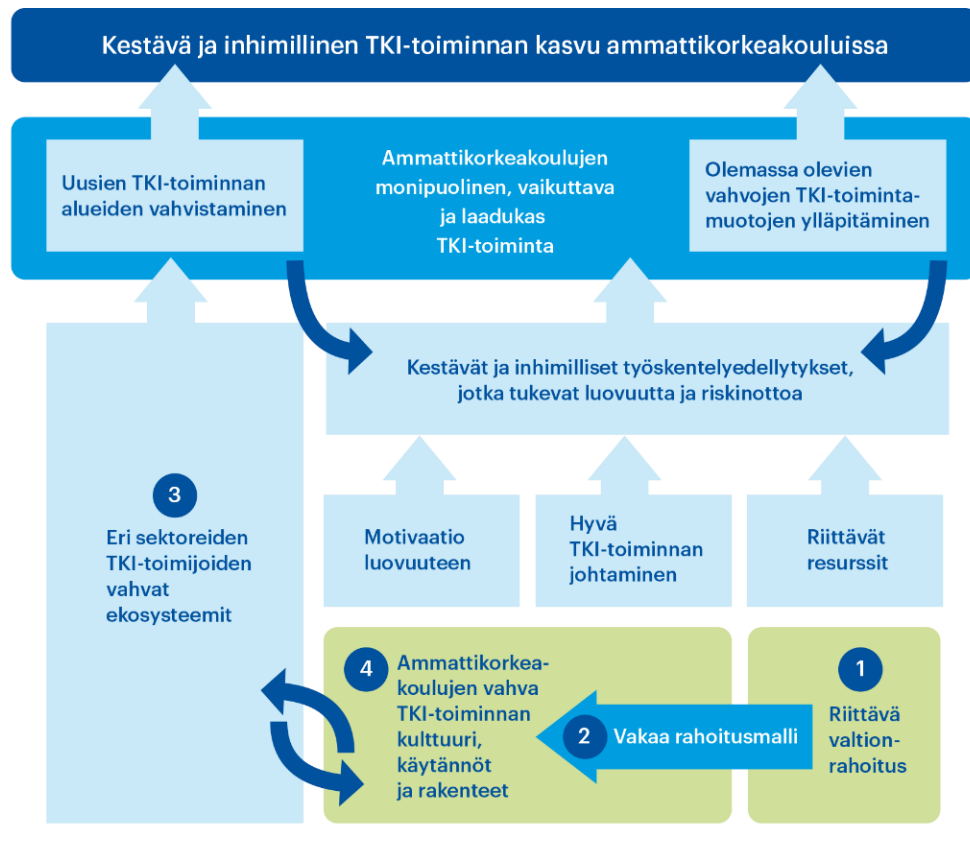 Kestävä ja inhimillinen TKI-toiminnan kasvu ammattikorkeakouluissa
Uusien TKI-toiminnan
alueiden vahvistaminen
Ammattikorkeakoulujen
monipuolinen, vaikuttava
ja laadukas
TKI-toiminta
Olemassa olevien
vahvojen TKI-toiminta-
muotojen ylläpitäminen
Kestävät ja inhimilliset työskentelyedellytykset,
jotka tukevat luovuutta ja riskinottoa
3
Eri sektoreiden
TKI-toimijoiden
vahvat
ekosysteemit
Motivaatio
luovuuteen
Hyvä
TKI-toiminnan
johtaminen
Riittävät
resurssit
4
Ammattikorkea-
koulujen vahva
TKI-toiminnan
kulttuuri,
käytännöt
ja rakenteet
2 Vakaa rahoitusmalli
1
Riittävä
valtion-
rahoitus